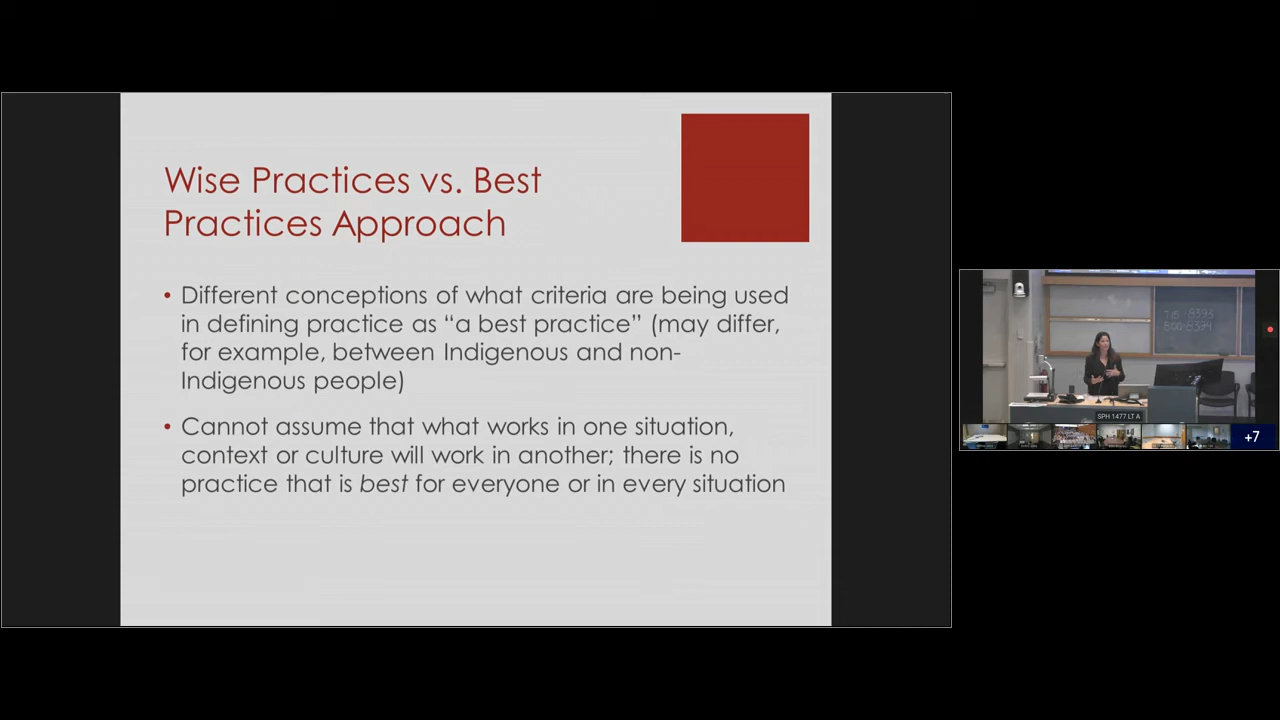 Wise Practices vs. Best
Practices Approach
• Different conceptions of what criteria are being used
in defining practice as “a best practice” (may differ,
for example, between Indigenous and non-
Indigenous people)
• Cannot assume that what works in one situation,
context or culture will work in another; there is no
practice that is best for everyone or in every situation
SPH 1477 LT A
+7